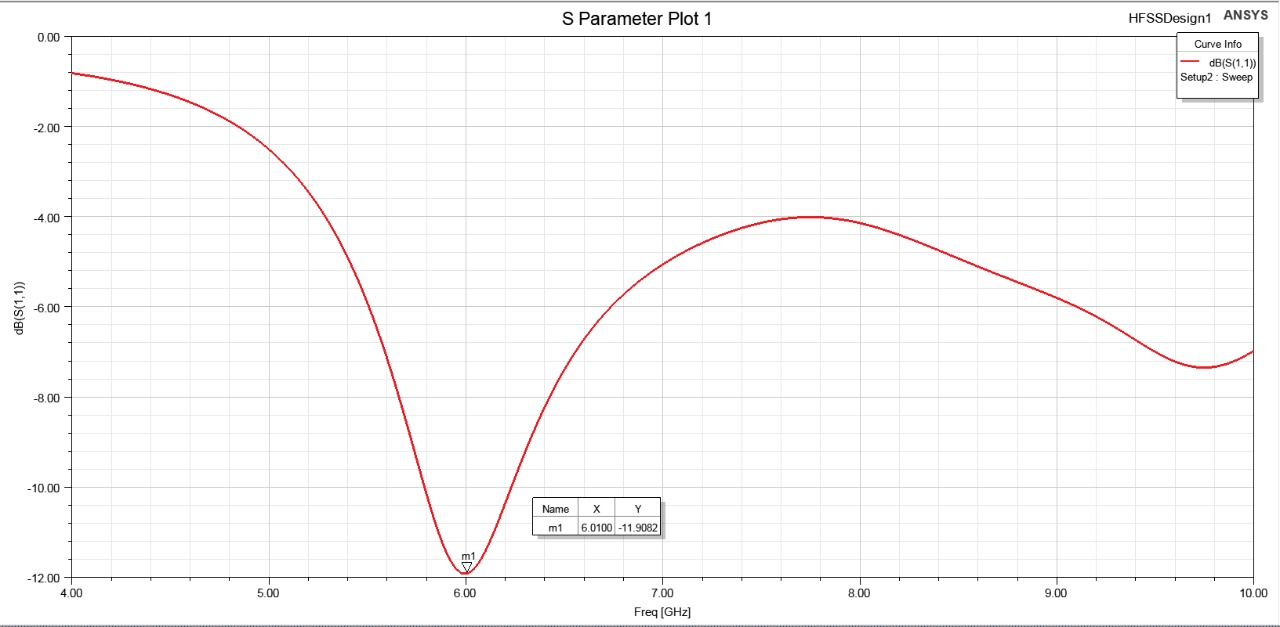 S Parameter Plot 1
HFSSDesign1 ANSYS
Curve Info
dB(S(1,1))
Setup2 : Sweep
0.00
-2.00
-4.00
-6.00
-8.00
-10.00
-12.00
dB(S(1,1))
m1
Name X Y
m1 6.0100 -11.9082
4.00 5.00 6.00 7.00 8.00 9.00 10.00
Freq [GHz]